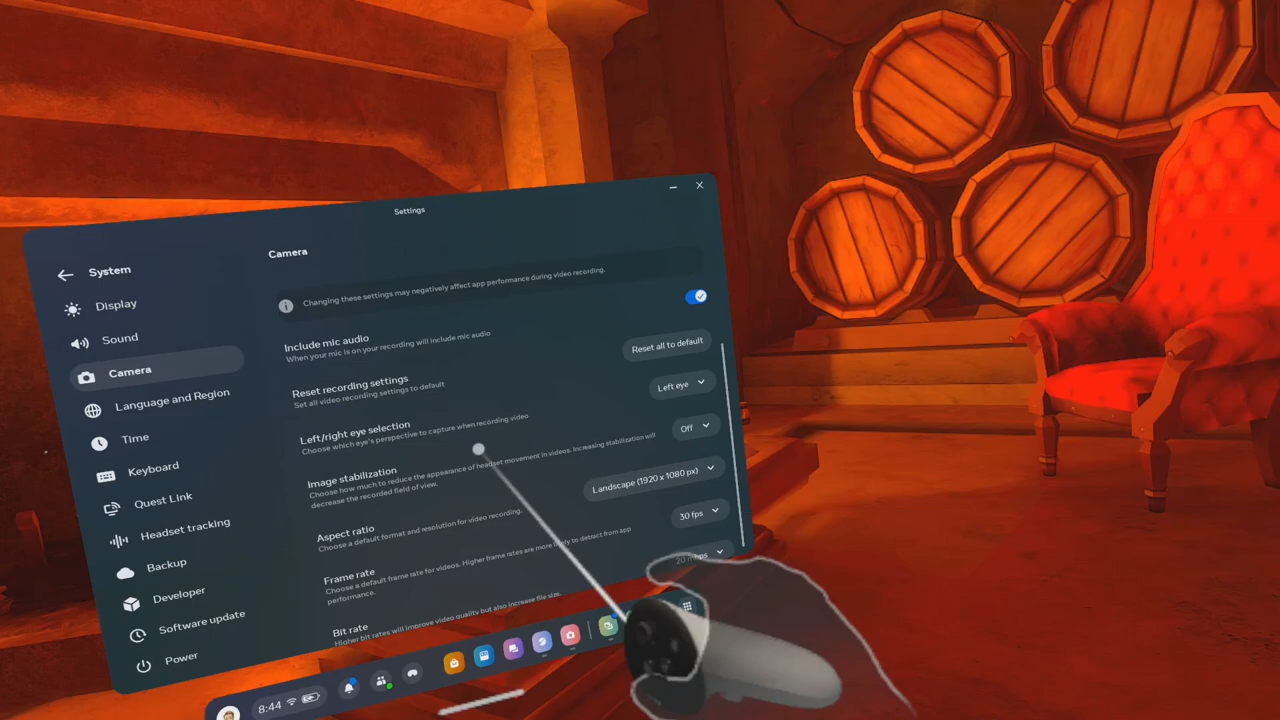 Settings
System
Display
Sound
Camera
Language and Region
Time
Keyboard
Quest Link
Headset tracking
Backup
Developer
Software update
Power
Camera
Changing these settings may negatively affect app performance during video recording.
Include mic audio
When your mic is on your recording will include mic audio
Reset recording settings
Set all video recording settings to default
Reset all to default
Left/right eye selection
Choose which eye's perspective to capture when recording video
Left eye
Image stabilization
Choose how much to reduce the appearance of headset movement in videos. Increasing stabilization will
decrease the recorded field of view.
Off
Aspect ratio
Choose a default format and resolution for video recording.
Landscape (1920 x 1080 px)
Frame rate
Choose a default frame rate for videos. Higher frame rates are more likely to detract from app
performance.
30 fps
Bit rate
Higher bit rates will improve video quality but also increase file size.
20 mbps
8:44